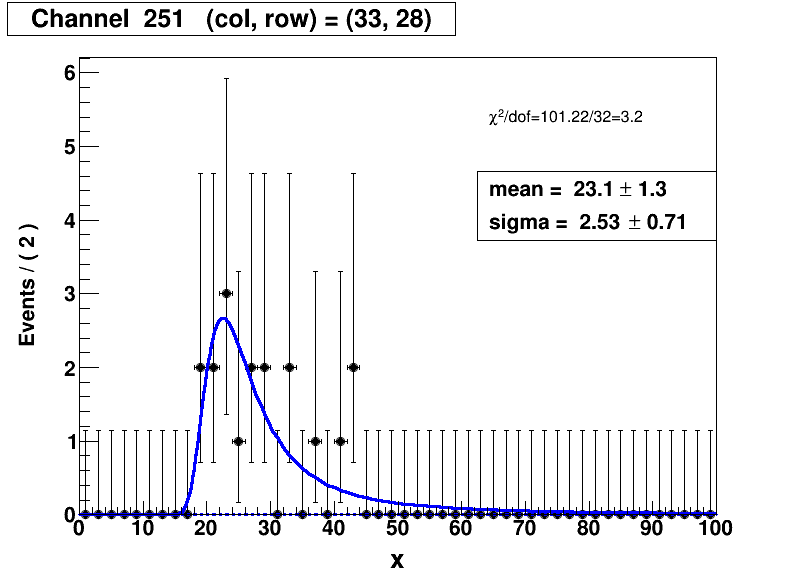 Channel  251   (col, row) = (33, 28)
6
χ²/dof=101.22/32=3.2
5
mean =  23.1 ± 1.3
sigma =  2.53 ± 0.71
4
Events / ( 2 )
3
2
1
0
0 10 20 30 40 50 60 70 80 90 100
x